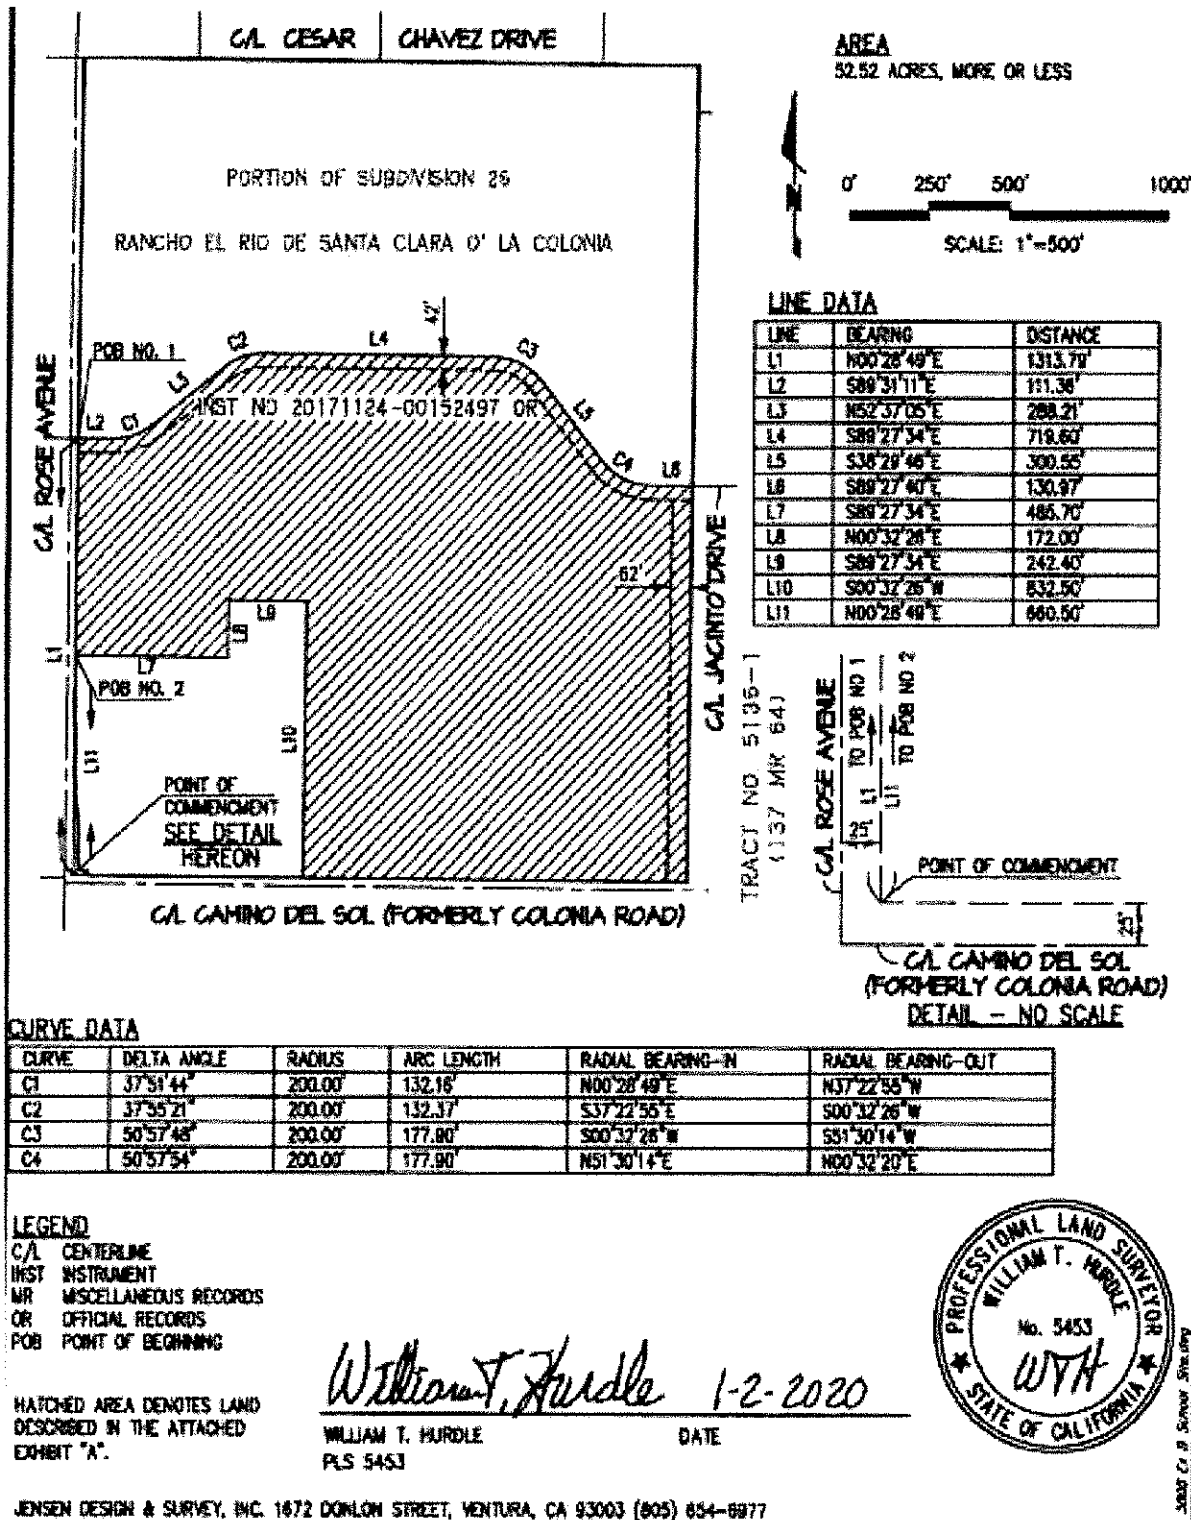 C/L CESAR CHAVEZ DRIVE
AREA
52.52 ACRES, MORE OR LESS
N
0' 250' 500' 1000'
SCALE: 1"=500'
PORTION OF SUBDIVISION 26
RANCHO EL RIO DE SANTA CLARA O' LA COLONIA
POB NO. 1
L2
C1
L3
C2
L4
42'
C3
L5
C4
L6
INST NO 20171124-00152497 OR
C/L ROSE AVENUE
62'
L9
L8
L7
L1
POB NO. 2
L10
L11
POINT OF
COMMENCMENT
SEE DETAIL
HEREON
C/L JACINTO DRIVE
TRACT NO. 5136-1
(137 MR 64)
C/L CAMINO DEL SOL (FORMERLY COLONIA ROAD)
LINE DATA
LINE BEARING DISTANCE
L1 N00°28'49"E 1313.79'
L2 S89°31'11"E 111.36'
L3 N52°37'05"E 288.21'
L4 S89°27'34"E 719.60'
L5 S38°29'46"E 300.55'
L6 S89°27'40"E 130.97'
L7 S89°27'34"E 485.70'
L8 N00°32'26"E 172.00'
L9 S89°27'34"E 242.40'
L10 S00°32'26"W 832.50'
L11 N00°28'49"E 660.50'
C/L ROSE AVENUE
TO POB NO 1
L1
TO POB NO 2
L11
25'
POINT OF COMMENCMENT
25'
C/L CAMINO DEL SOL
(FORMERLY COLONIA ROAD)
DETAIL - NO SCALE
CURVE DATA
CURVE DELTA ANGLE RADIUS ARC LENGTH RADIAL BEARING-IN RADIAL BEARING-OUT
C1 37°51'44" 200.00' 132.16' N00°28'49"E N37°22'55"W
C2 37°55'21" 200.00' 132.37' S37°22'55"E S00°32'26"W
C3 50°57'48" 200.00' 177.90' S00°32'26"W S51°30'14"W
C4 50°57'54" 200.00' 177.90' N51°30'14"E N00°32'20"E
LEGEND
C/L CENTERLINE
INST INSTRUMENT
MR MISCELLANEOUS RECORDS
OR OFFICIAL RECORDS
POB POINT OF BEGINNING
HATCHED AREA DENOTES LAND
DESCRIBED IN THE ATTACHED
EXHIBIT "A".
William T. Hurdle 1-2-2020
WILLIAM T. HURDLE DATE
PLS 5453
PROFESSIONAL LAND SURVEYOR
WILLIAM T. HURDLE
No. 5453
WTH
STATE OF CALIFORNIA
JENSEN DESIGN & SURVEY, INC. 1672 DONLON STREET, VENTURA, CA 93003 (805) 654-6977